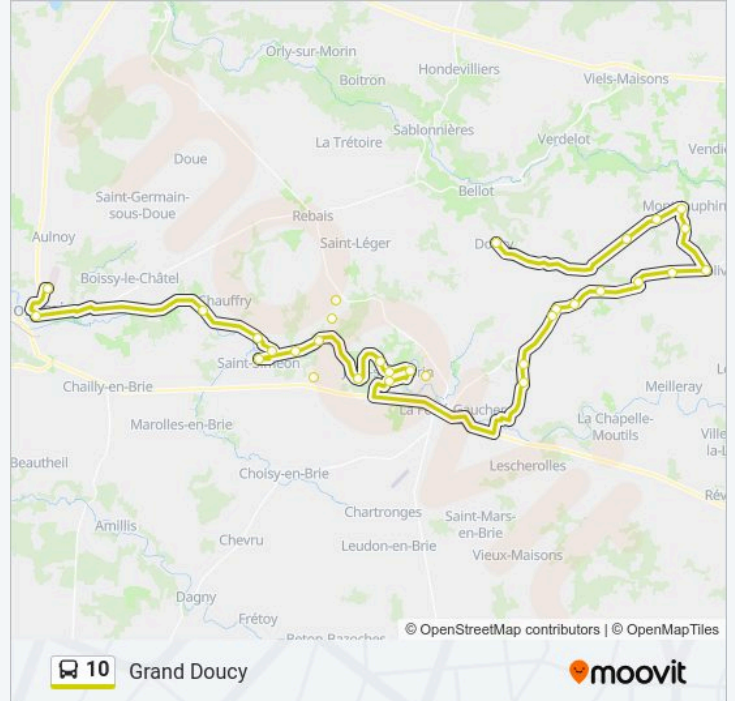 Orly-sur-Morin
Hondevilliers
Boitron
Viels-Maisons
Sablonnières
La Trétoire
Verdelot
Doue
Bellot
Saint-Germain-
sous-Doue
Rebais
Aulnoy
Saint-Léger
Boissy-le-Châtel
Chauffry
Saint-Siméon
Chailly-en-Brie
Meilleray
Marolles-en-Brie
La Chapelle-
Moutils
Beautheil
Lescherolles
Choisy-en-Brie
Amillis
Chartronges
Saint-Mars-
en-Brie
Chevru
Leudon-en-Brie
Vieux-Maisons
Dagny
Frétoy
Beton-Bazoches
© OpenStreetMap contributors | © OpenMapTiles
10 Grand Doucy
moovit